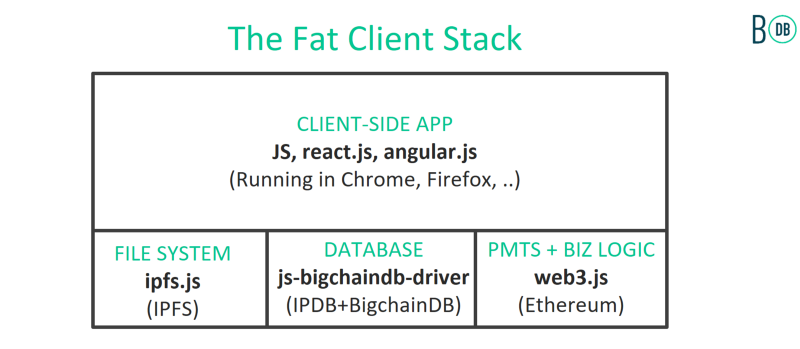 The Fat Client Stack
B DB
CLIENT-SIDE APP
JS, react.js, angular.js
(Running in Chrome, Firefox, ..)
FILE SYSTEM
ipfs.js
(IPFS)
DATABASE
js-bigchaindb-driver
(IPDB+BigchainDB)
PMTS + BIZ LOGIC
web3.js
(Ethereum)